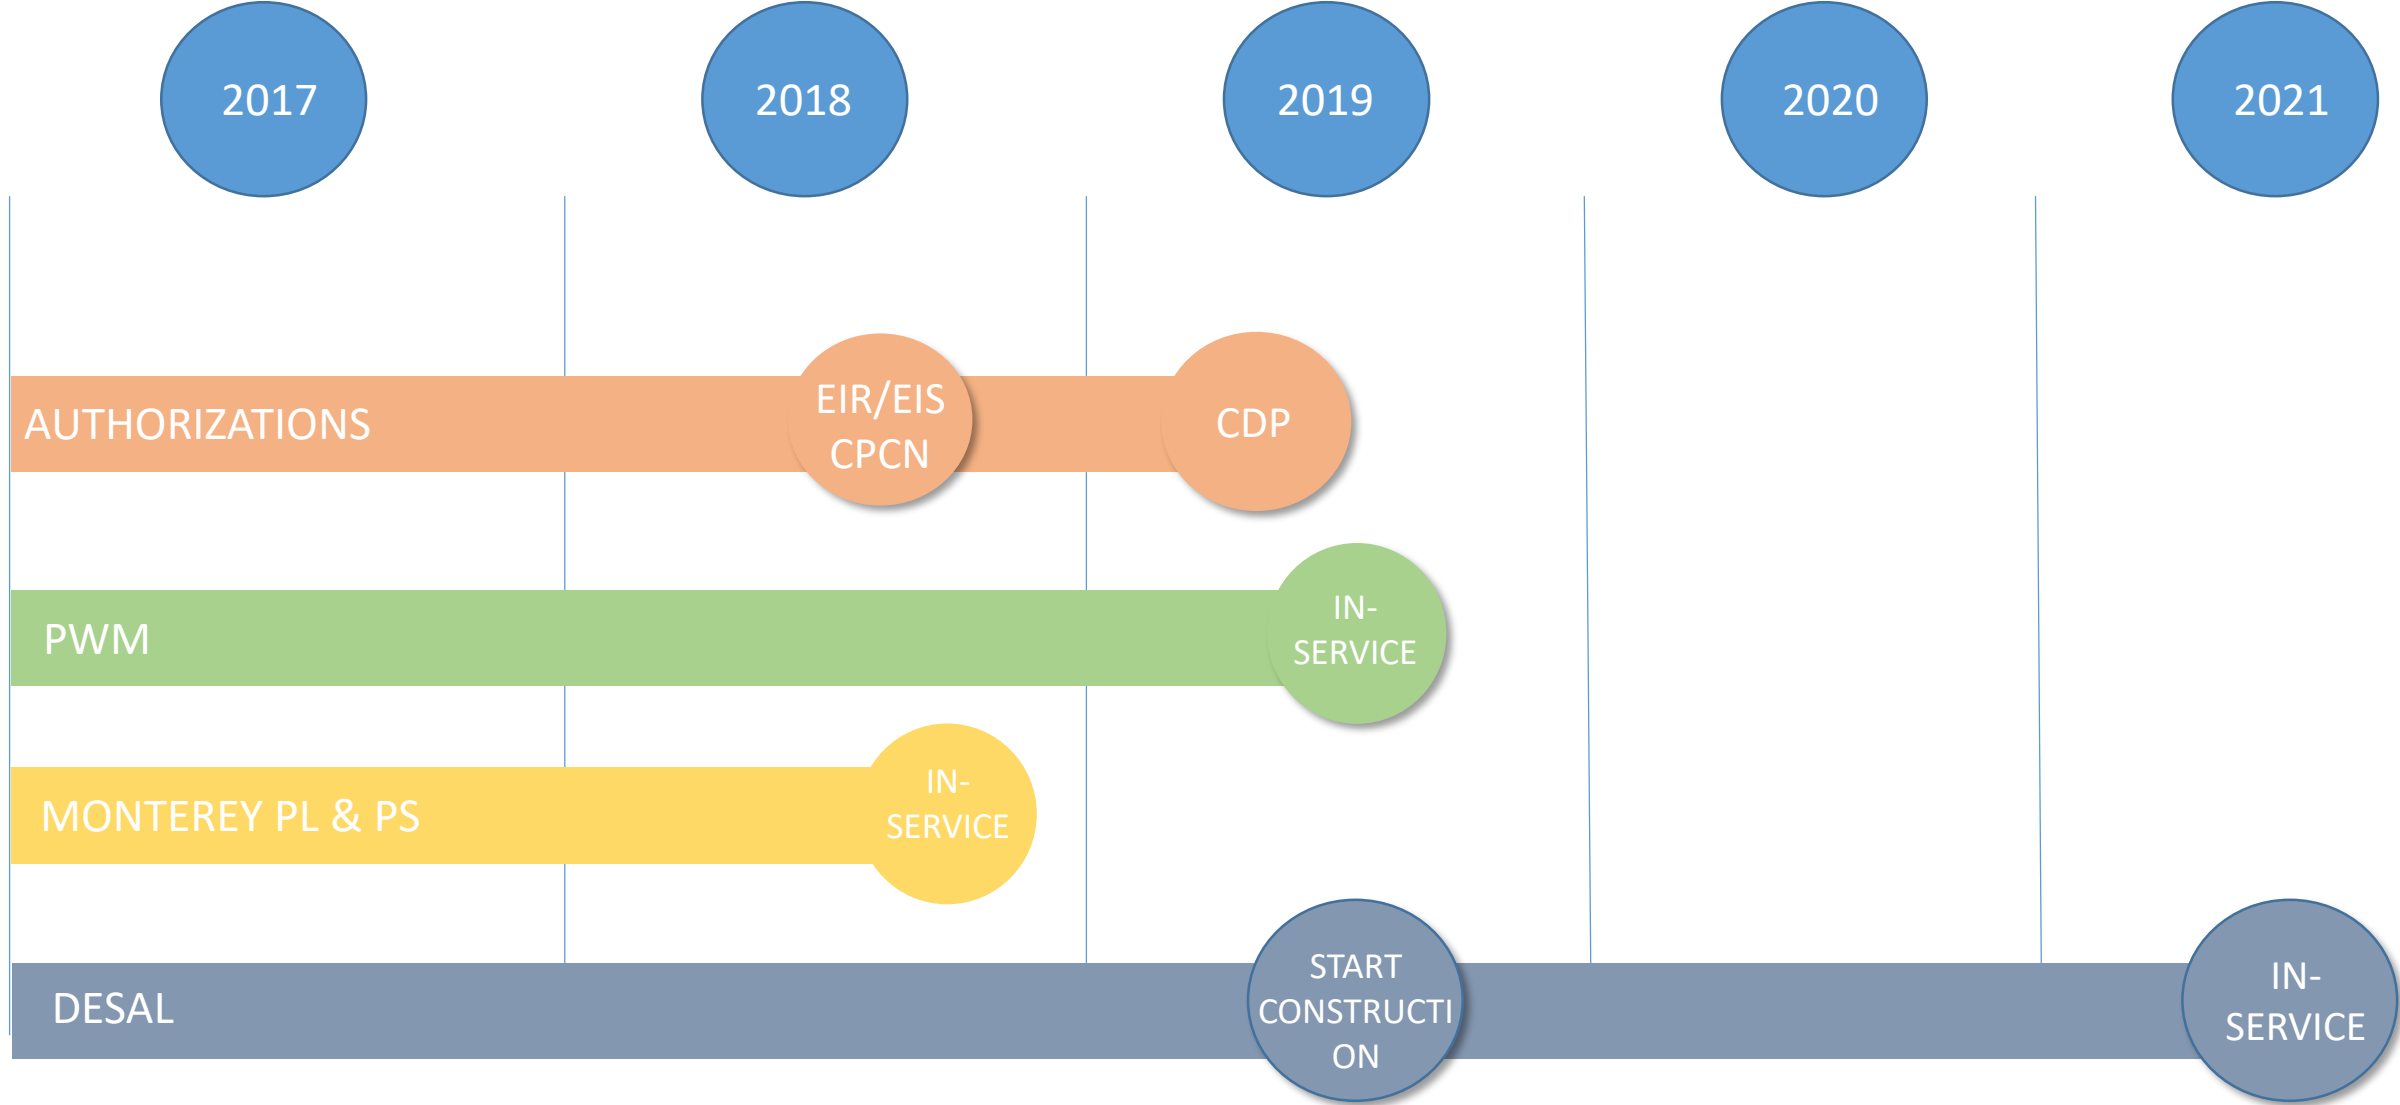 2017
2018
2019
2020
2021
AUTHORIZATIONS
EIR/EIS
CPCN
CDP
PWM
IN-
SERVICE
MONTEREY PL & PS
IN-
SERVICE
DESAL
START
CONSTRUCTI
ON
IN-
SERVICE